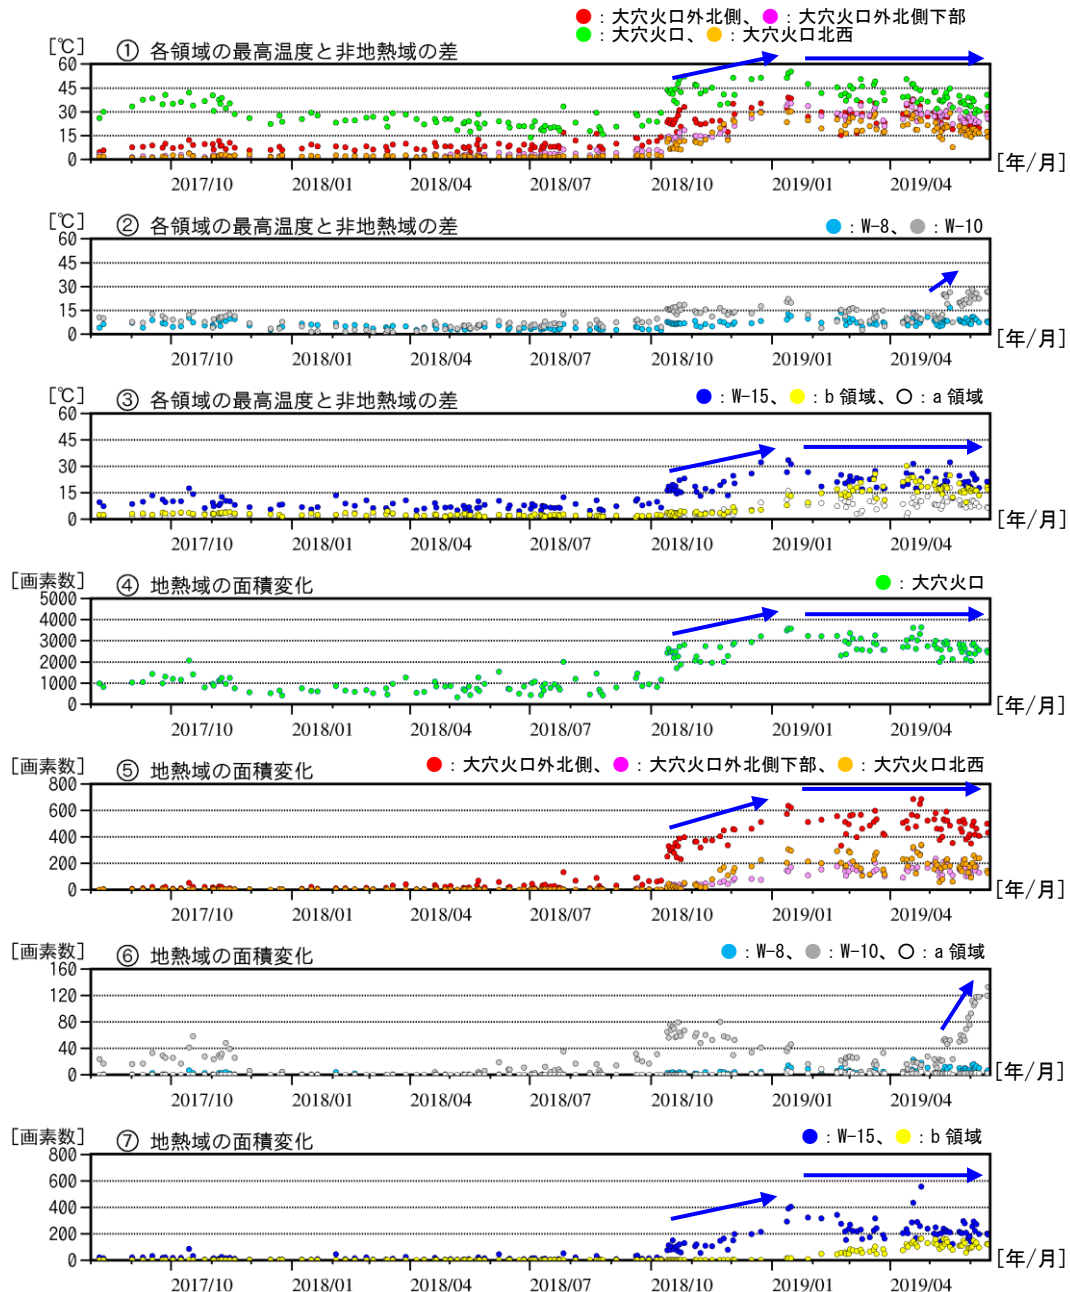 ●：大穴火口外北側、●：大穴火口外北側下部
●：大穴火口、●：大穴火口北西
[℃] ① 各領域の最高温度と非地熱域の差
60
45
30
15
0
2017/10 2018/01 2018/04 2018/07 2018/10 2019/01 2019/04 [年/月]
[℃] ② 各領域の最高温度と非地熱域の差 ●：W-8、●：W-10
60
45
30
15
0
2017/10 2018/01 2018/04 2018/07 2018/10 2019/01 2019/04 [年/月]
[℃] ③ 各領域の最高温度と非地熱域の差 ●：W-15、●：b 領域、○：a 領域
60
45
30
15
0
2017/10 2018/01 2018/04 2018/07 2018/10 2019/01 2019/04 [年/月]
[画素数] ④ 地熱域の面積変化 ●：大穴火口
5000
4000
3000
2000
1000
0
2017/10 2018/01 2018/04 2018/07 2018/10 2019/01 2019/04 [年/月]
[画素数] ⑤ 地熱域の面積変化 ●：大穴火口外北側、●：大穴火口外北側下部、●：大穴火口北西
800
600
400
200
0
2017/10 2018/01 2018/04 2018/07 2018/10 2019/01 2019/04 [年/月]
[画素数] ⑥ 地熱域の面積変化 ●：W-8、●：W-10、○：a 領域
160
120
80
40
0
2017/10 2018/01 2018/04 2018/07 2018/10 2019/01 2019/04 [年/月]
[画素数] ⑦ 地熱域の面積変化 ●：W-15、●：b 領域
800
600
400
200
0
2017/10 2018/01 2018/04 2018/07 2018/10 2019/01 2019/04 [年/月]